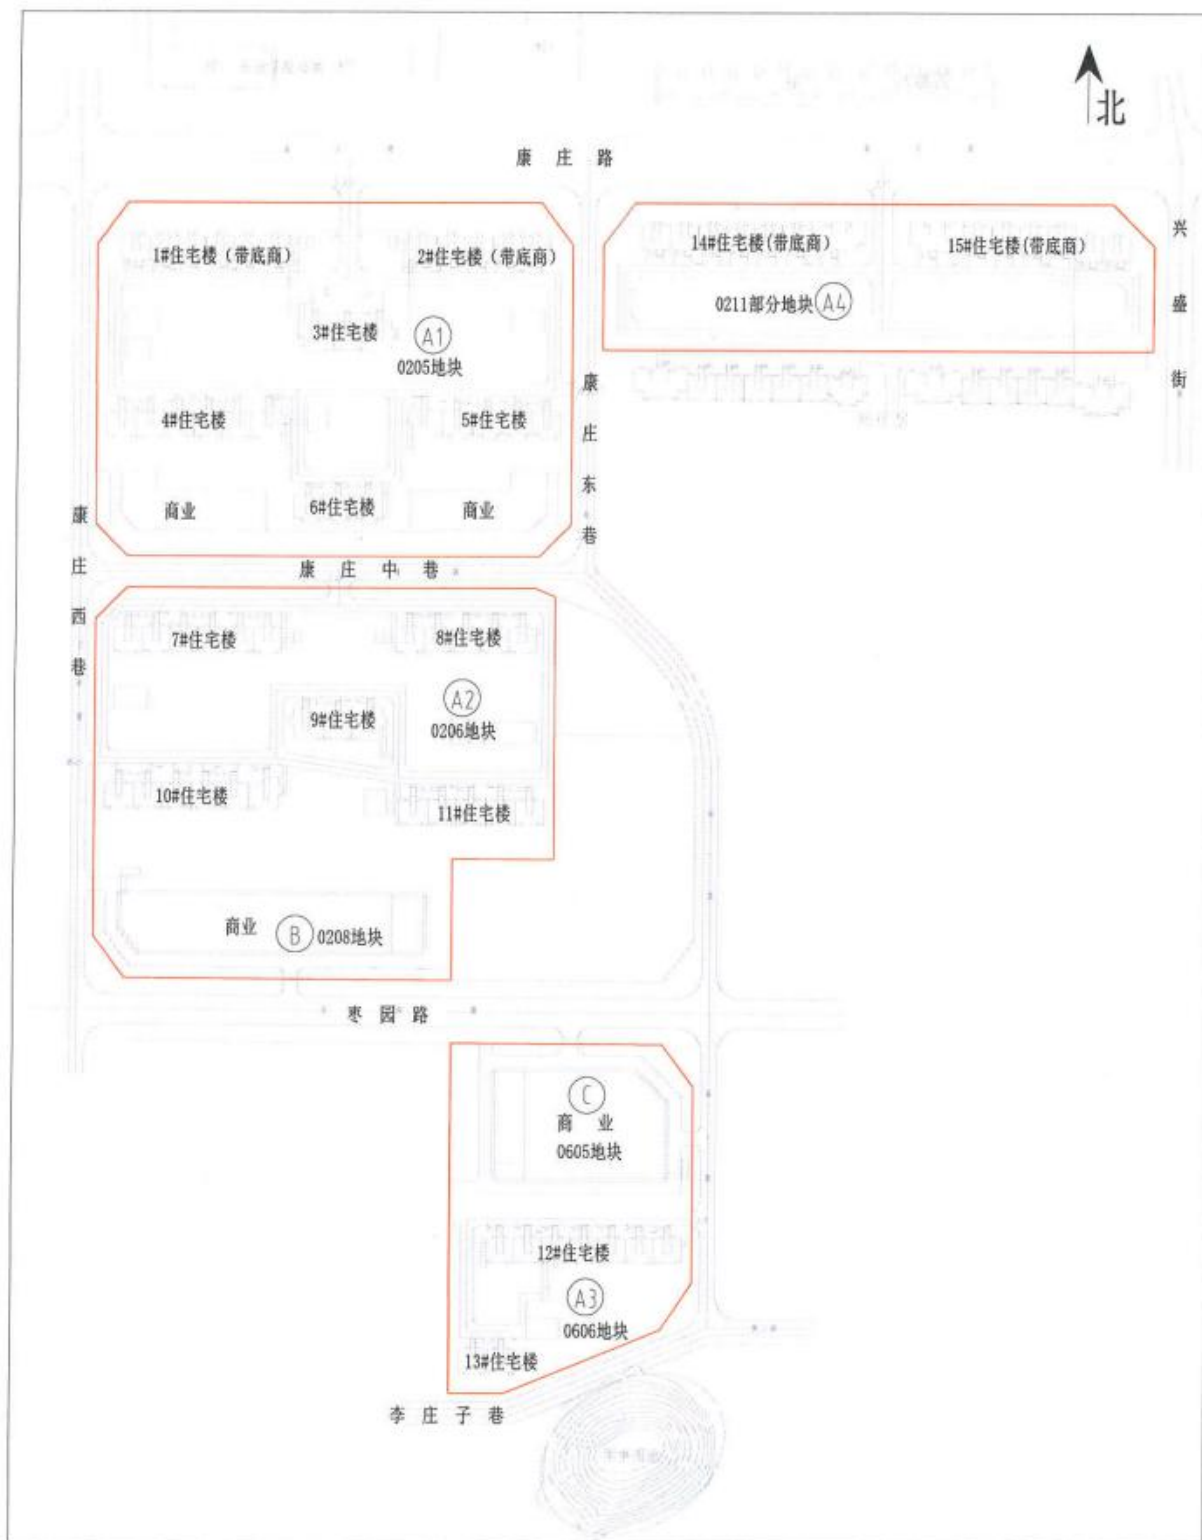 北
康庄路
兴盛街
1#住宅楼（带底商）
2#住宅楼（带底商）
14#住宅楼(带底商)
15#住宅楼(带底商)
3#住宅楼
A1
0205地块
0211部分地块
A4
康庄东巷
4#住宅楼
5#住宅楼
商业
6#住宅楼
商业
康庄西巷
康庄中巷
7#住宅楼
8#住宅楼
9#住宅楼
A2
0206地块
10#住宅楼
11#住宅楼
商业
B
0208地块
枣园路
C
商业
0605地块
12#住宅楼
A3
0606地块
13#住宅楼
李庄子巷